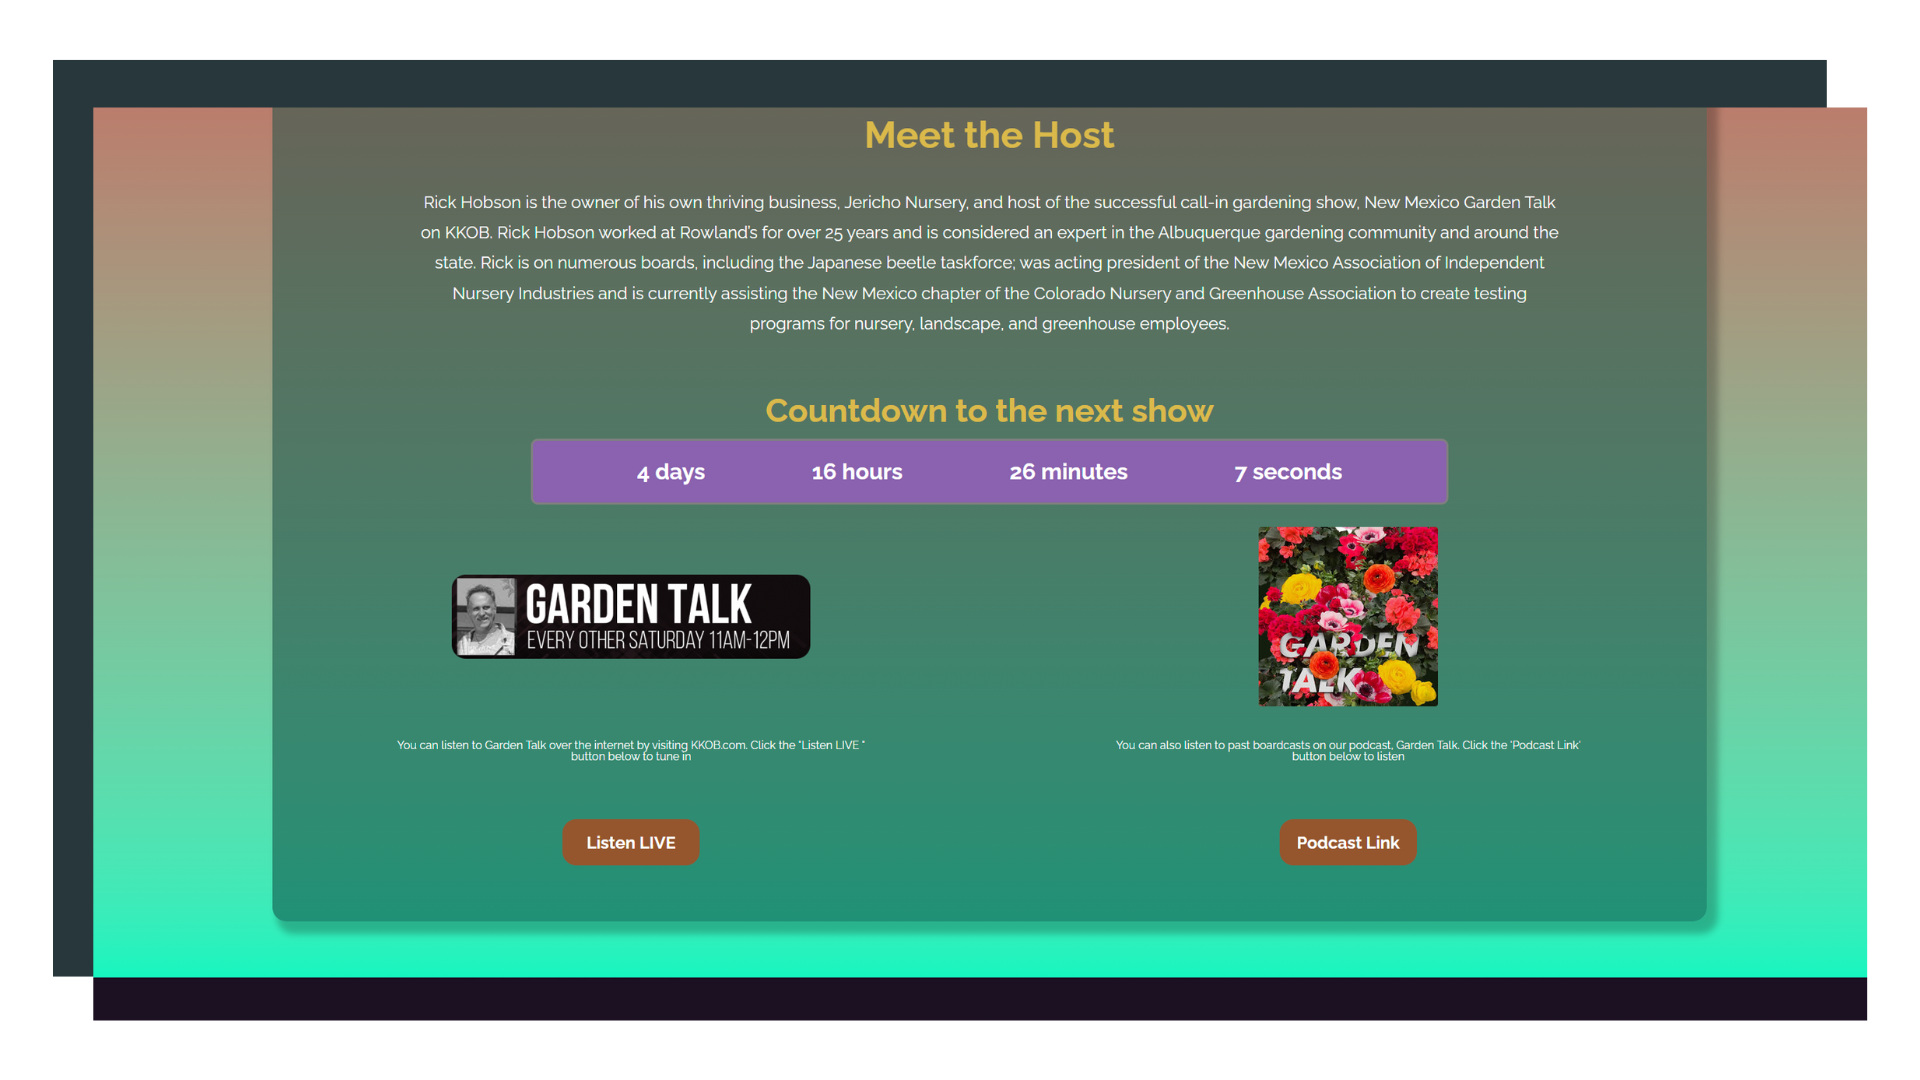 Meet the Host
Rick Hobson is the owner of his own thriving business, Jericho Nursery, and host of the successful call-in gardening show, New Mexico Garden Talk
on KKOB. Rick Hobson worked at Rowland's for over 25 years and is considered an expert in the Albuquerque gardening community and around the
state. Rick is on numerous boards, including the Japanese beetle taskforce; was acting president of the New Mexico Association of Independent
Nursery Industries and is currently assisting the New Mexico chapter of the Colorado Nursery and Greenhouse Association to create testing
programs for nursery, landscape, and greenhouse employees.
Countdown to the next show
4 days 16 hours 26 minutes 7 seconds
GARDEN TALK
EVERY OTHER SATURDAY 11AM-12PM
GARDEN
TALK
You can listen to Garden Talk over the internet by visiting KKOB.com. Click the "Listen LIVE "
button below to tune in
You can also listen to past boardcasts on our podcast, Garden Talk. Click the 'Podcast Link'
button below to listen
Listen LIVE
Podcast Link